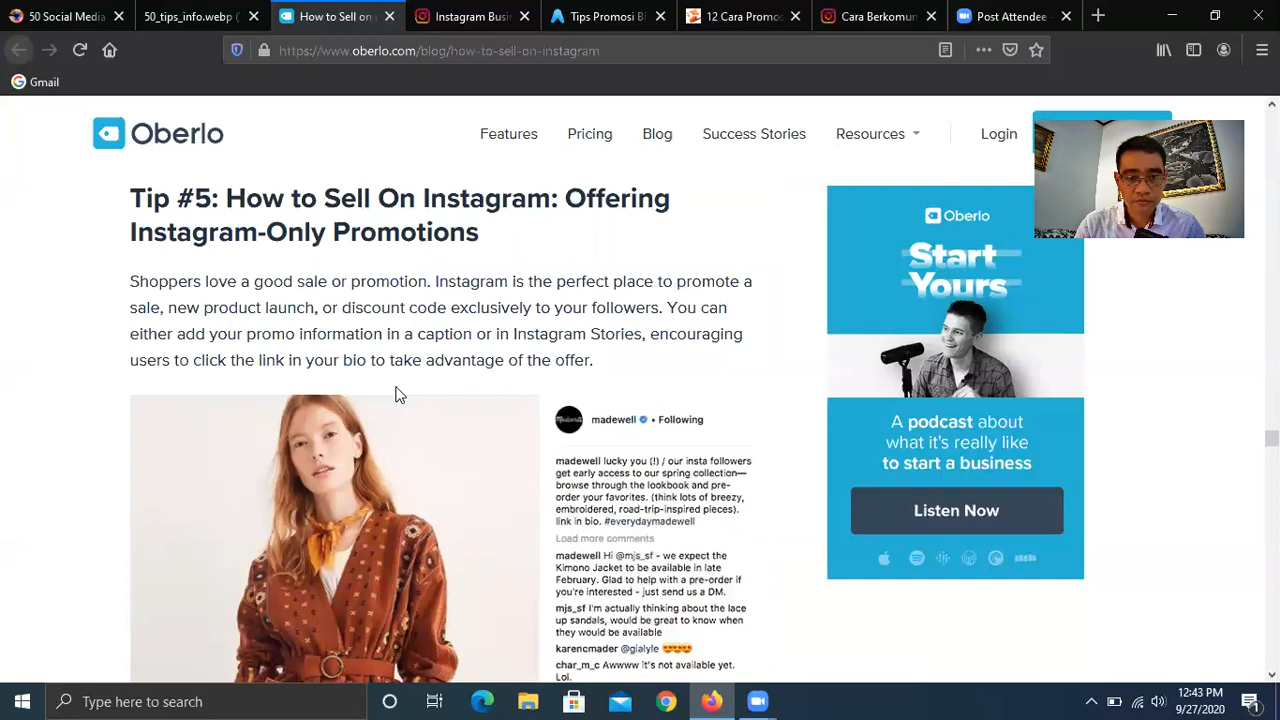 50 Social Media
50_tips_info.webp (
How to Sell on
Instagram Busi
Tips Promosi B
12 Cara Promos
Cara Berkomun
Post Attendee -
https://www.oberlo.com/blog/how-to-sell-on-instagram
Gmail
Oberlo
Features
Pricing
Blog
Success Stories
Resources
Login
Tip #5: How to Sell On Instagram: Offering
Instagram-Only Promotions
Shoppers love a good sale or promotion. Instagram is the perfect place to promote a
sale, new product launch, or discount code exclusively to your followers. You can
either add your promo information in a caption or in Instagram Stories, encouraging
users to click the link in your bio to take advantage of the offer.
madewell • Following
madewell lucky you (!) / our insta followers
get early access to our spring collection—
browse through the lookbook and pre-
order your favorites. (think lots of breezy,
embroidered, road-trip-inspired pieces).
link in bio. #everydaymadewell
Load more comments
madewell Hi @mjs_sf - we expect the
Kimono Jacket to be available in late
February. Glad to help with a pre-order if
you're interested - just send us a DM.
mjs_sf I'm actually thinking about the lace
up sandals, would be great to know when
they would be available
karencmader @gialyle 😍😍😍
char_m_c Awwww it's not available yet.
Lol.
Oberlo
Start
Yours
A podcast about
what it's really like
to start a business
Listen Now
Type here to search
12:43 PM
9/27/2020
1